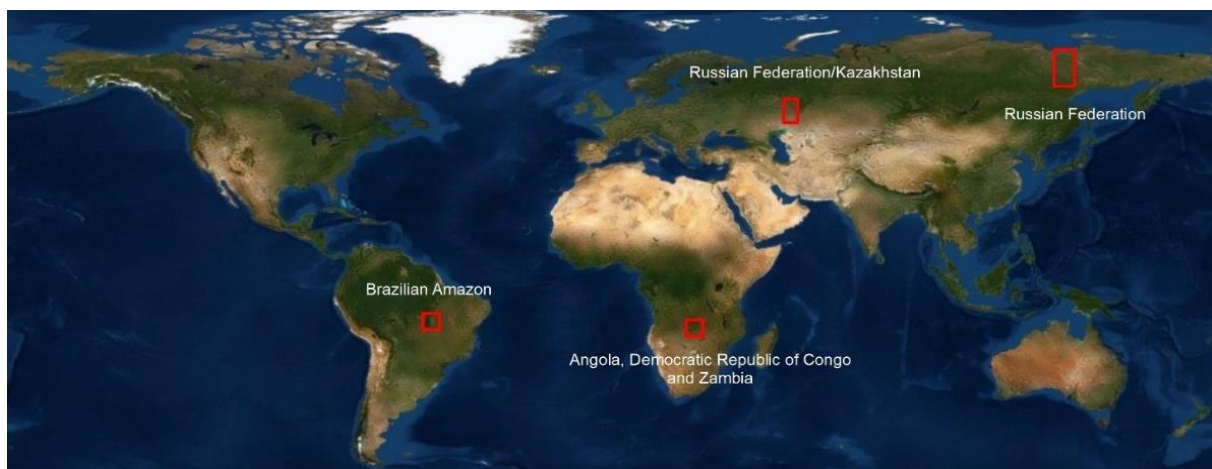 Russian Federation/Kazakhstan
Russian Federation
Brazilian Amazon
Angola, Democratic Republic of Congo
and Zambia